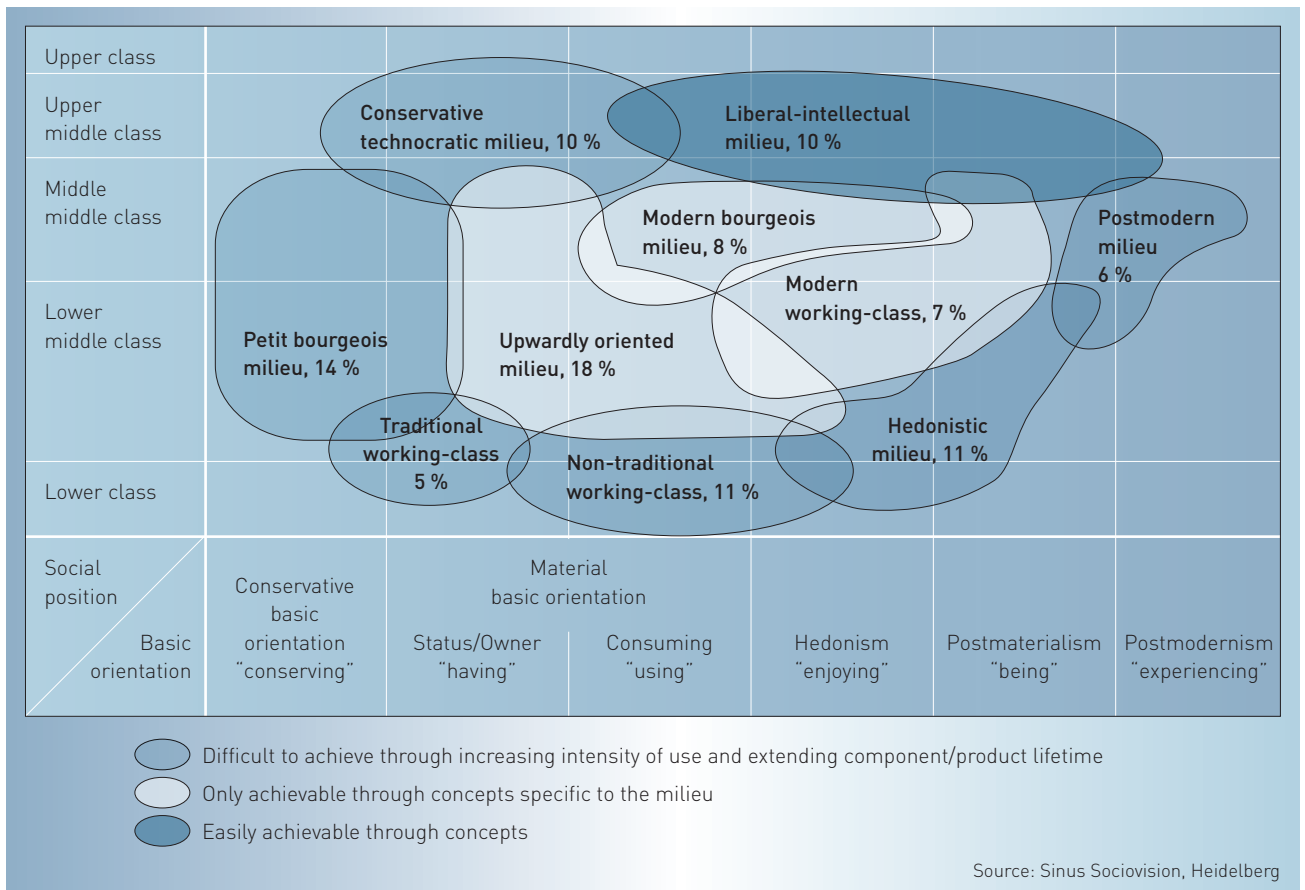 Upper class
Upper
middle class
Middle
middle class
Lower
middle class
Lower class
Conservative
technocratic milieu, 10 %
Liberal-intellectual
milieu, 10 %
Modern bourgeois
milieu, 8 %
Postmodern
milieu
6 %
Modern
working-class, 7 %
Petit bourgeois
milieu, 14 %
Upwardly oriented
milieu, 18 %
Traditional
working-class
5 %
Non-traditional
working-class, 11 %
Hedonistic
milieu, 11 %
Social
position
Basic
orientation
Conservative
basic
orientation
“conserving”
Material
basic orientation
Status/Owner
“having”
Consuming
“using”
Hedonism
“enjoying”
Postmaterialism
“being”
Postmodernism
“experiencing”
Difficult to achieve through increasing intensity of use and extending component/product lifetime
Only achievable through concepts specific to the milieu
Easily achievable through concepts
Source: Sinus Sociovision, Heidelberg